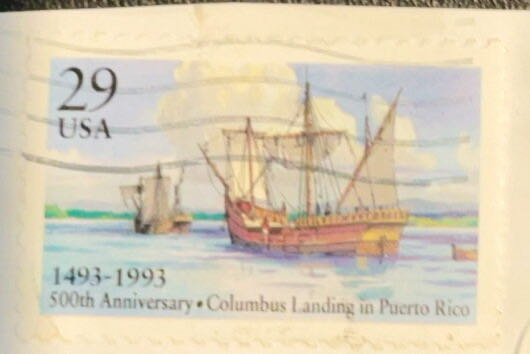 29
USA
1493-1993
500th Anniversary • Columbus Landing in Puerto Rico